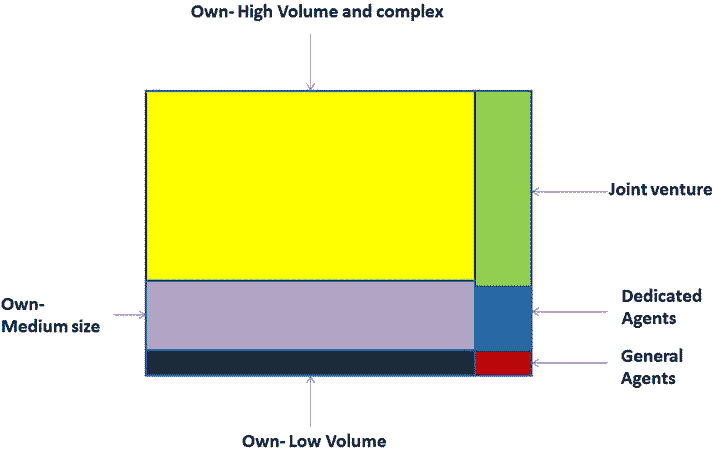 Own- High Volume and complex
Joint venture
Own-
Medium size
Dedicated
Agents
General
Agents
Own- Low Volume